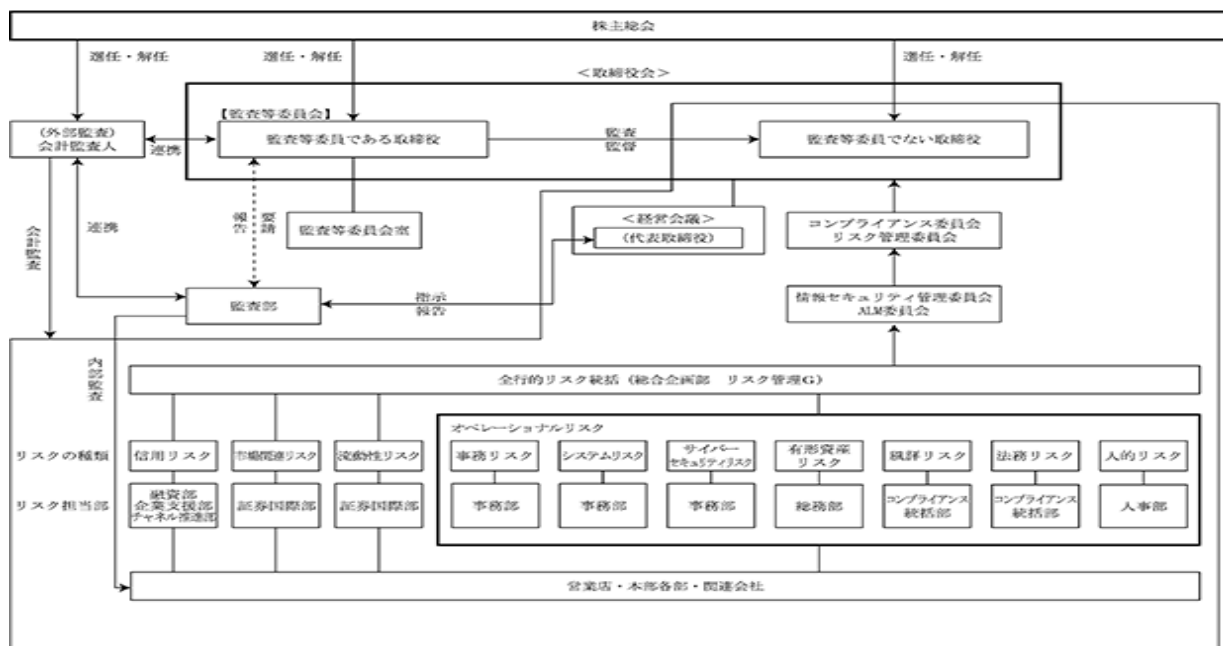 株主総会
選任・解任
選任・解任
選任・解任
＜取締役会＞
【監査等委員会】
(外部監査)
会計監査人
連携
監査等委員である取締役
監査
監督
監査等委員でない取締役
会計監査
連携
報告
要請
監査等委員会室
＜経営会議＞
(代表取締役)
コンプライアンス委員会
リスク管理委員会
監査部
指示
報告
情報セキュリティ管理委員会
ALM委員会
内部監査
全行的リスク統括（総合企画部　リスク管理G）
オペレーショナルリスク
リスクの種類
信用リスク
市場関連リスク
流動性リスク
事務リスク
システムリスク
サイバー
セキュリティリスク
有形資産
リスク
風評リスク
法務リスク
人的リスク
リスク担当部
融資部
企業支援部
チャネル推進部
証券国際部
証券国際部
事務部
事務部
事務部
総務部
コンプライアンス
統括部
コンプライアンス
統括部
人事部
営業店・本部各部・関連会社